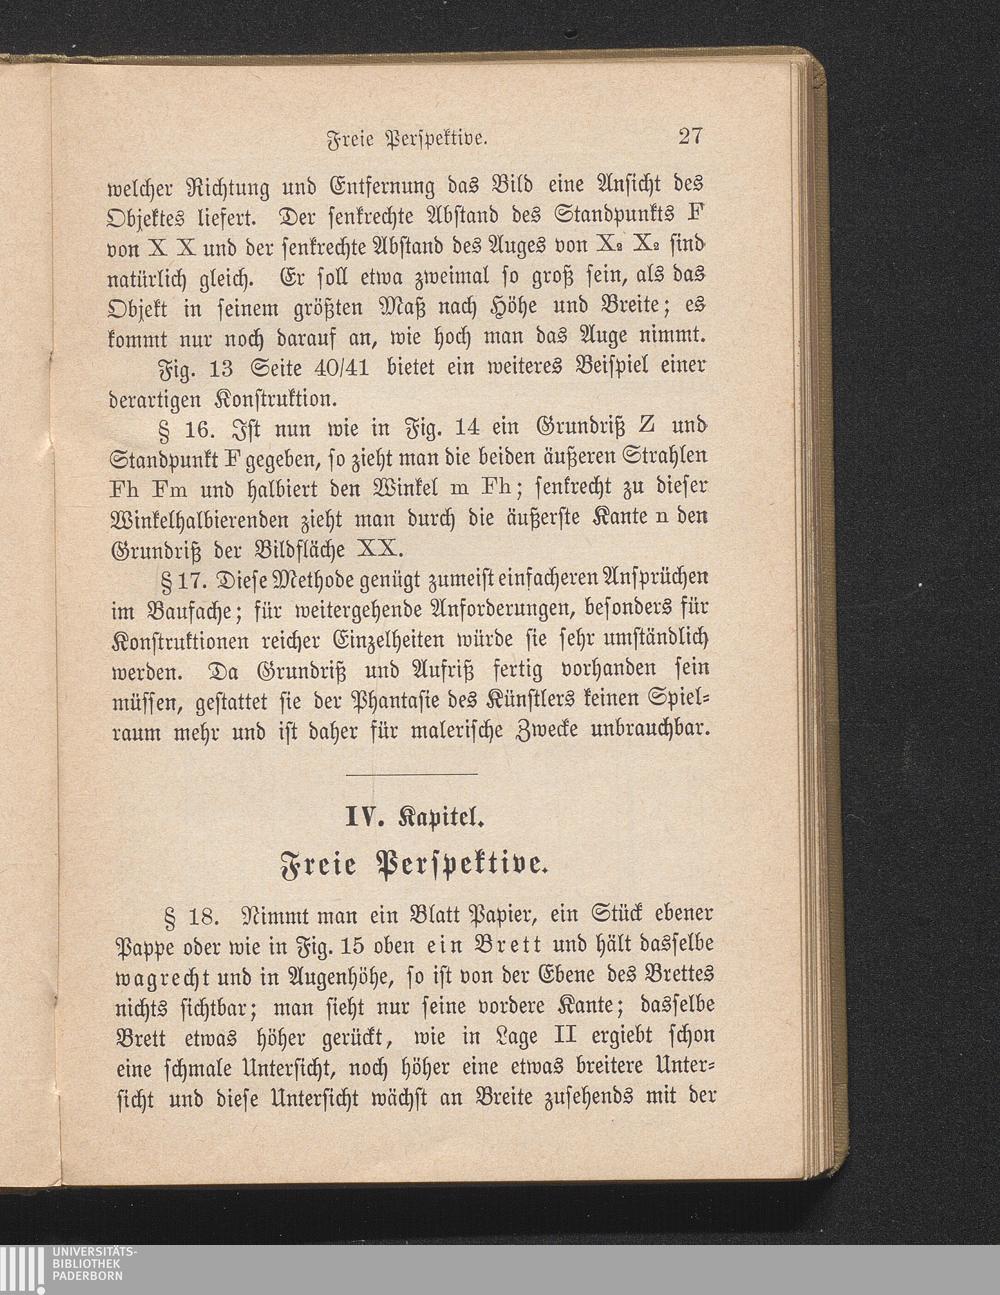 Freie Perspektive. 27
welcher Richtung und Entfernung das Bild eine Ansicht des
Objektes liefert. Der senkrechte Abstand des Standpunkts F
von X X und der senkrechte Abstand des Auges von X₂ X₂ sind
natürlich gleich. Er soll etwa zweimal so groß sein, als das
Objekt in seinem größten Maß nach Höhe und Breite; es
kommt nur noch darauf an, wie hoch man das Auge nimmt.
Fig. 13 Seite 40/41 bietet ein weiteres Beispiel einer
derartigen Konstruktion.
§ 16. Ist nun wie in Fig. 14 ein Grundriß Z und
Standpunkt F gegeben, so zieht man die beiden äußeren Strahlen
Fh Fm und halbiert den Winkel m Fh; senkrecht zu dieser
Winkelhalbierenden zieht man durch die äußerste Kante n den
Grundriß der Bildfläche XX.
§ 17. Diese Methode genügt zumeist einfacheren Ansprüchen
im Baufache; für weitergehende Anforderungen, besonders für
Konstruktionen reicher Einzelheiten würde sie sehr umständlich
werden. Da Grundriß und Aufriß fertig vorhanden sein
müssen, gestattet sie der Phantasie des Künstlers keinen Spiel-
raum mehr und ist daher für malerische Zwecke unbrauchbar.
IV. Kapitel.
Freie Perspektive.
§ 18. Nimmt man ein Blatt Papier, ein Stück ebener
Pappe oder wie in Fig. 15 oben ein Brett und hält dasselbe
wagrecht und in Augenhöhe, so ist von der Ebene des Brettes
nichts sichtbar; man sieht nur seine vordere Kante; dasselbe
Brett etwas höher gerückt, wie in Lage II ergiebt schon
eine schmale Untersicht, noch höher eine etwas breitere Unter-
sicht und diese Untersicht wächst an Breite zusehends mit der
UNIVERSITÄTS-
BIBLIOTHEK
PADERBORN